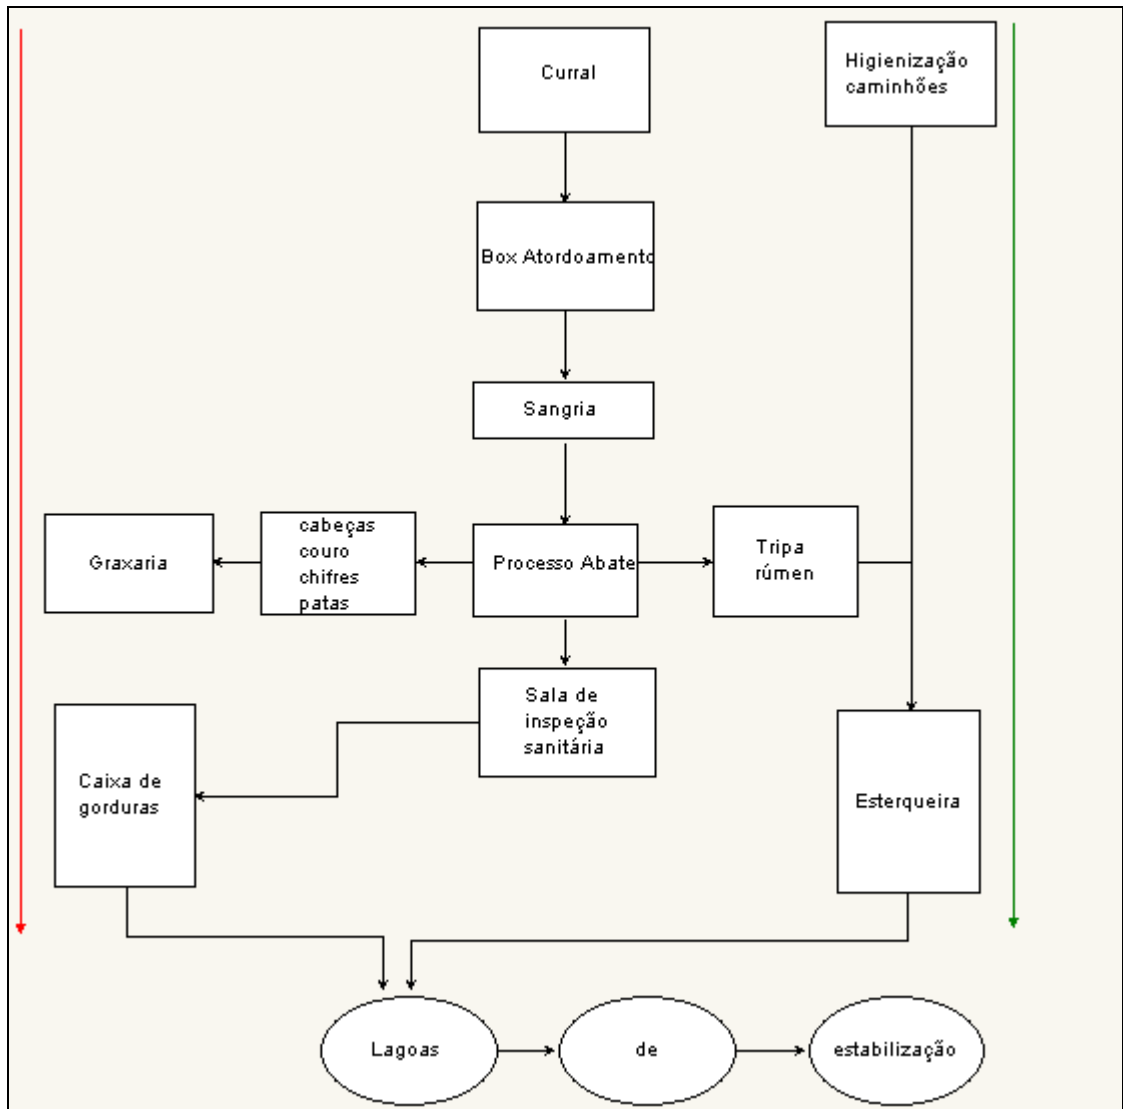 Curral
Higienização
caminhões
Box Atordoamento
Sangria
Graxaria
cabeças
couro
chifres
patas
Processo Abate
Tripa
rúmen
Sala de
inspeção
sanitária
Caixa de
gorduras
Esterqueira
Lagoas
de
estabilização